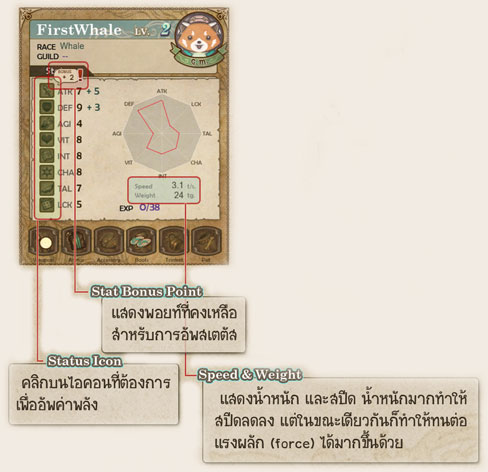 FirstWhale LV. 2
RACE Whale
GUILD --
c.m
BONUS
+ 2
ATK 7 + 5
DEF 9 + 3
AGI 4
VIT 8
INT 8
CHA 8
TAL 7
LCK 5
ATK
LCK
TAL
CHA
INT
VIT
AGI
DEF
Speed 3.1
Weight 24
EXP 0/38
Stat Bonus Point
แสดงพอยท์ที่คงเหลือ
สำหรับการอัพสเตตัส
Status Icon
คลิกบนไอคอนที่ต้องการ
เพื่ออัพค่าพลัง
Speed & Weight
แสดงน้ำหนัก และสปีด น้ำหนักมากทำให้
สปีดลดลง แต่ในขณะเดียวกันก็ทำให้ทนต่อ
แรงผลัก (force) ได้มากขึ้นด้วย